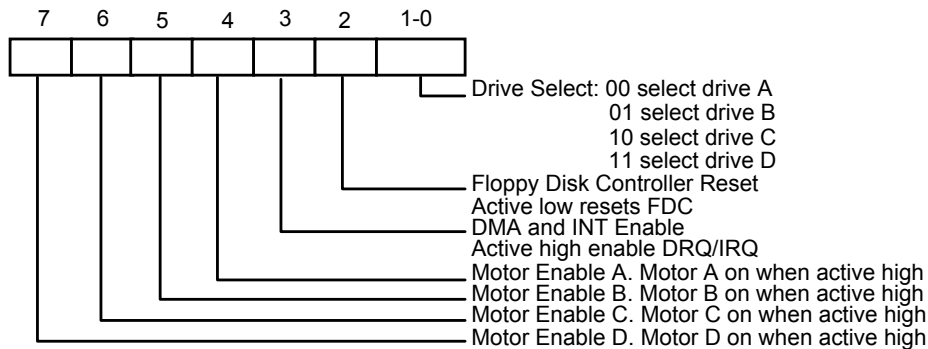 7 6 5 4 3 2 1-0
Drive Select: 00 select drive A
01 select drive B
10 select drive C
11 select drive D
Floppy Disk Controller Reset
Active low resets FDC
DMA and INT Enable
Active high enable DRQ/IRQ
Motor Enable A. Motor A on when active high
Motor Enable B. Motor B on when active high
Motor Enable C. Motor C on when active high
Motor Enable D. Motor D on when active high